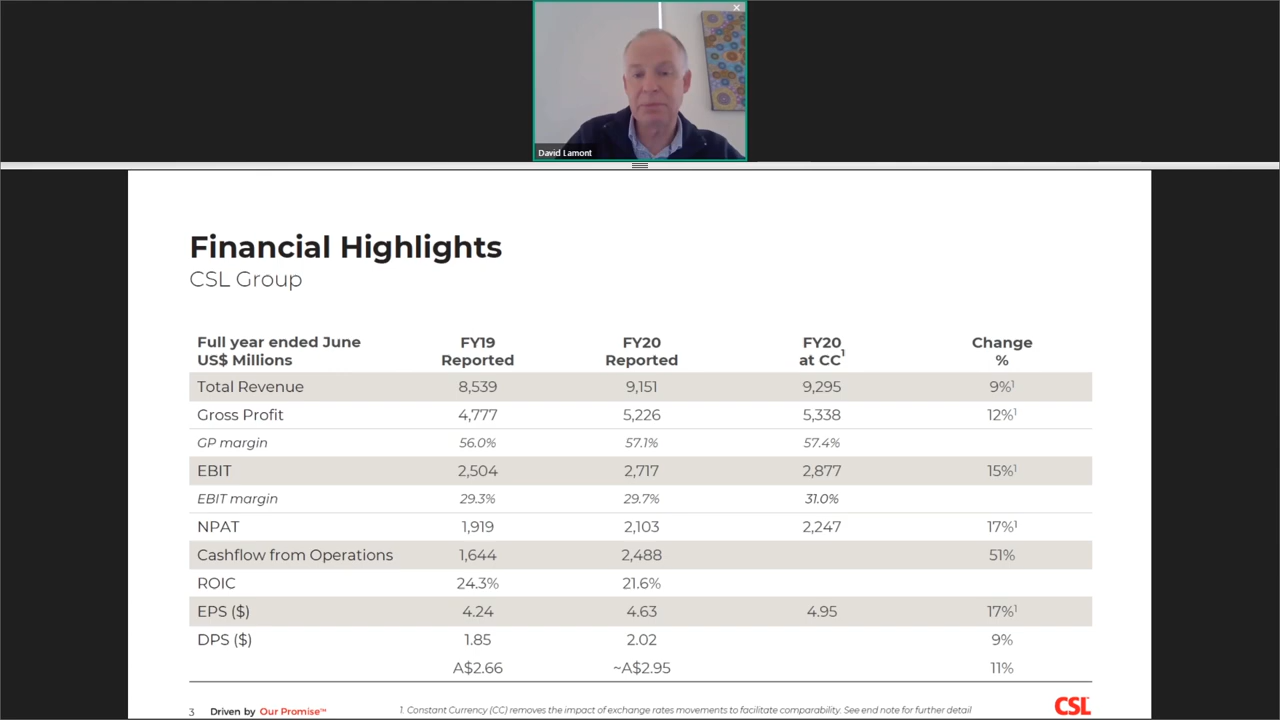 David Lamont
Financial Highlights
CSL Group
Full year ended June US$ Millions FY19 Reported FY20 Reported FY20 at CC1 Change %
Total Revenue 8,539 9,151 9,295 9%1
Gross Profit 4,777 5,226 5,338 12%1
GP margin 56.0% 57.1% 57.4%
EBIT 2,504 2,717 2,877 15%1
EBIT margin 29.3% 29.7% 31.0%
NPAT 1,919 2,103 2,247 17%1
Cashflow from Operations 1,644 2,488 51%
ROIC 24.3% 21.6%
EPS ($) 4.24 4.63 4.95 17%1
DPS ($) 1.85 2.02 9%
A$2.66 ~A$2.95 11%
3 Driven by Our Promise™ 1. Constant Currency (CC) removes the impact of exchange rates movements to facilitate comparability. See end note for further detail CSL